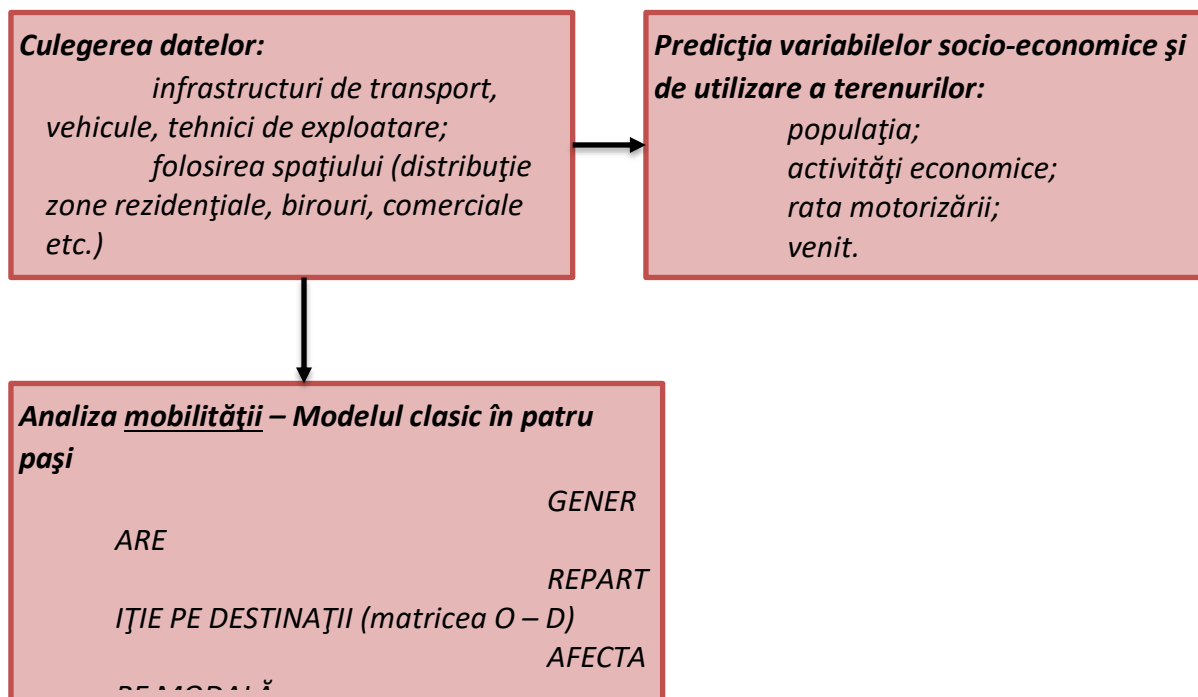 Culegerea datelor:
infrastructuri de transport,
vehicule, tehnici de exploatare;
folosirea spaţiului (distribuţie
zone rezidenţiale, birouri, comerciale
etc.)
Predicţia variabilelor socio-economice şi
de utilizare a terenurilor:
populaţia;
activităţi economice;
rata motorizării;
venit.
Analiza mobilităţii – Modelul clasic în patru
paşi
GENER
ARE
REPART
IŢIE PE DESTINAŢII (matricea O – D)
AFECTA
RE MODALĂ